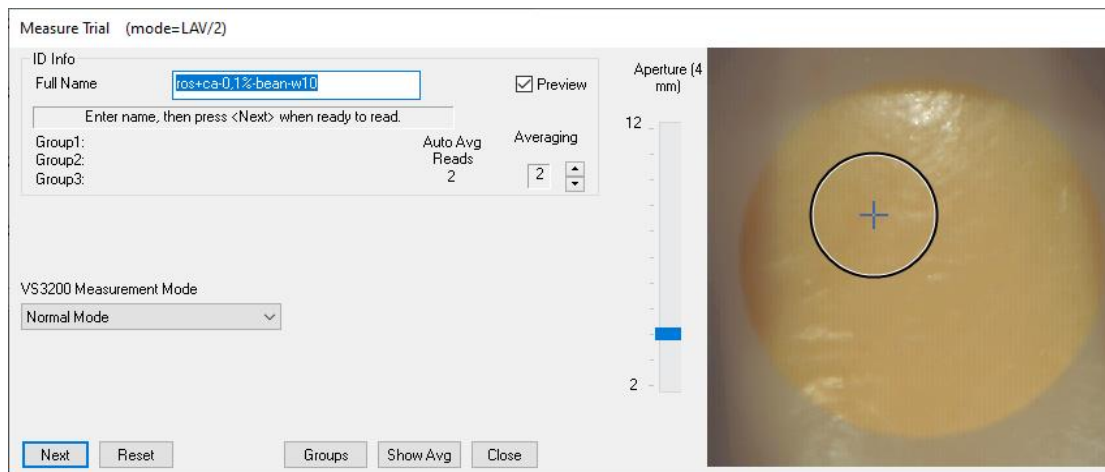 Measure Trial (mode=LAV/2)
ID Info
Full Name
ros+ca-0,1%-bean-w10
Preview
Enter name, then press <Next> when ready to read.
Group1:
Group2:
Group3:
Auto Avg
Reads
2
Averaging
2
Aperture (4
mm)
12
2
VS3200 Measurement Mode
Normal Mode
Next
Reset
Groups
Show Avg
Close